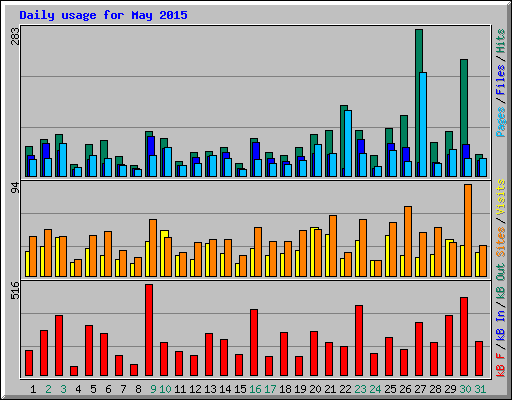 Daily usage for May 2015
283
Pages/Files/Hits
94
Sites/Visits
516
kB F/kB In/kB Out
1 2 3 4 5 6 7 8 9 10 11 12 13 14 15 16 17 18 19 20 21 22 23 24 25 26 27 28 29 30 31